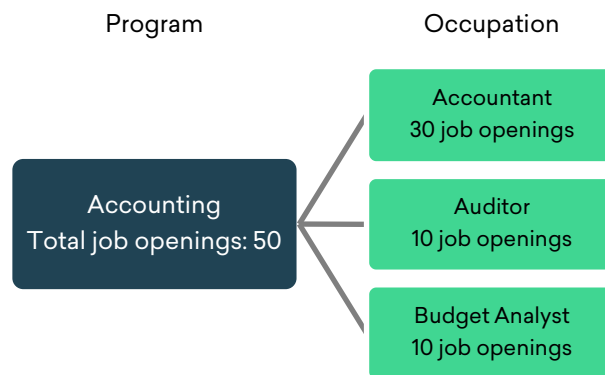 Program
Occupation
Accounting
Total job openings: 50
Accountant
30 job openings
Auditor
10 job openings
Budget Analyst
10 job openings